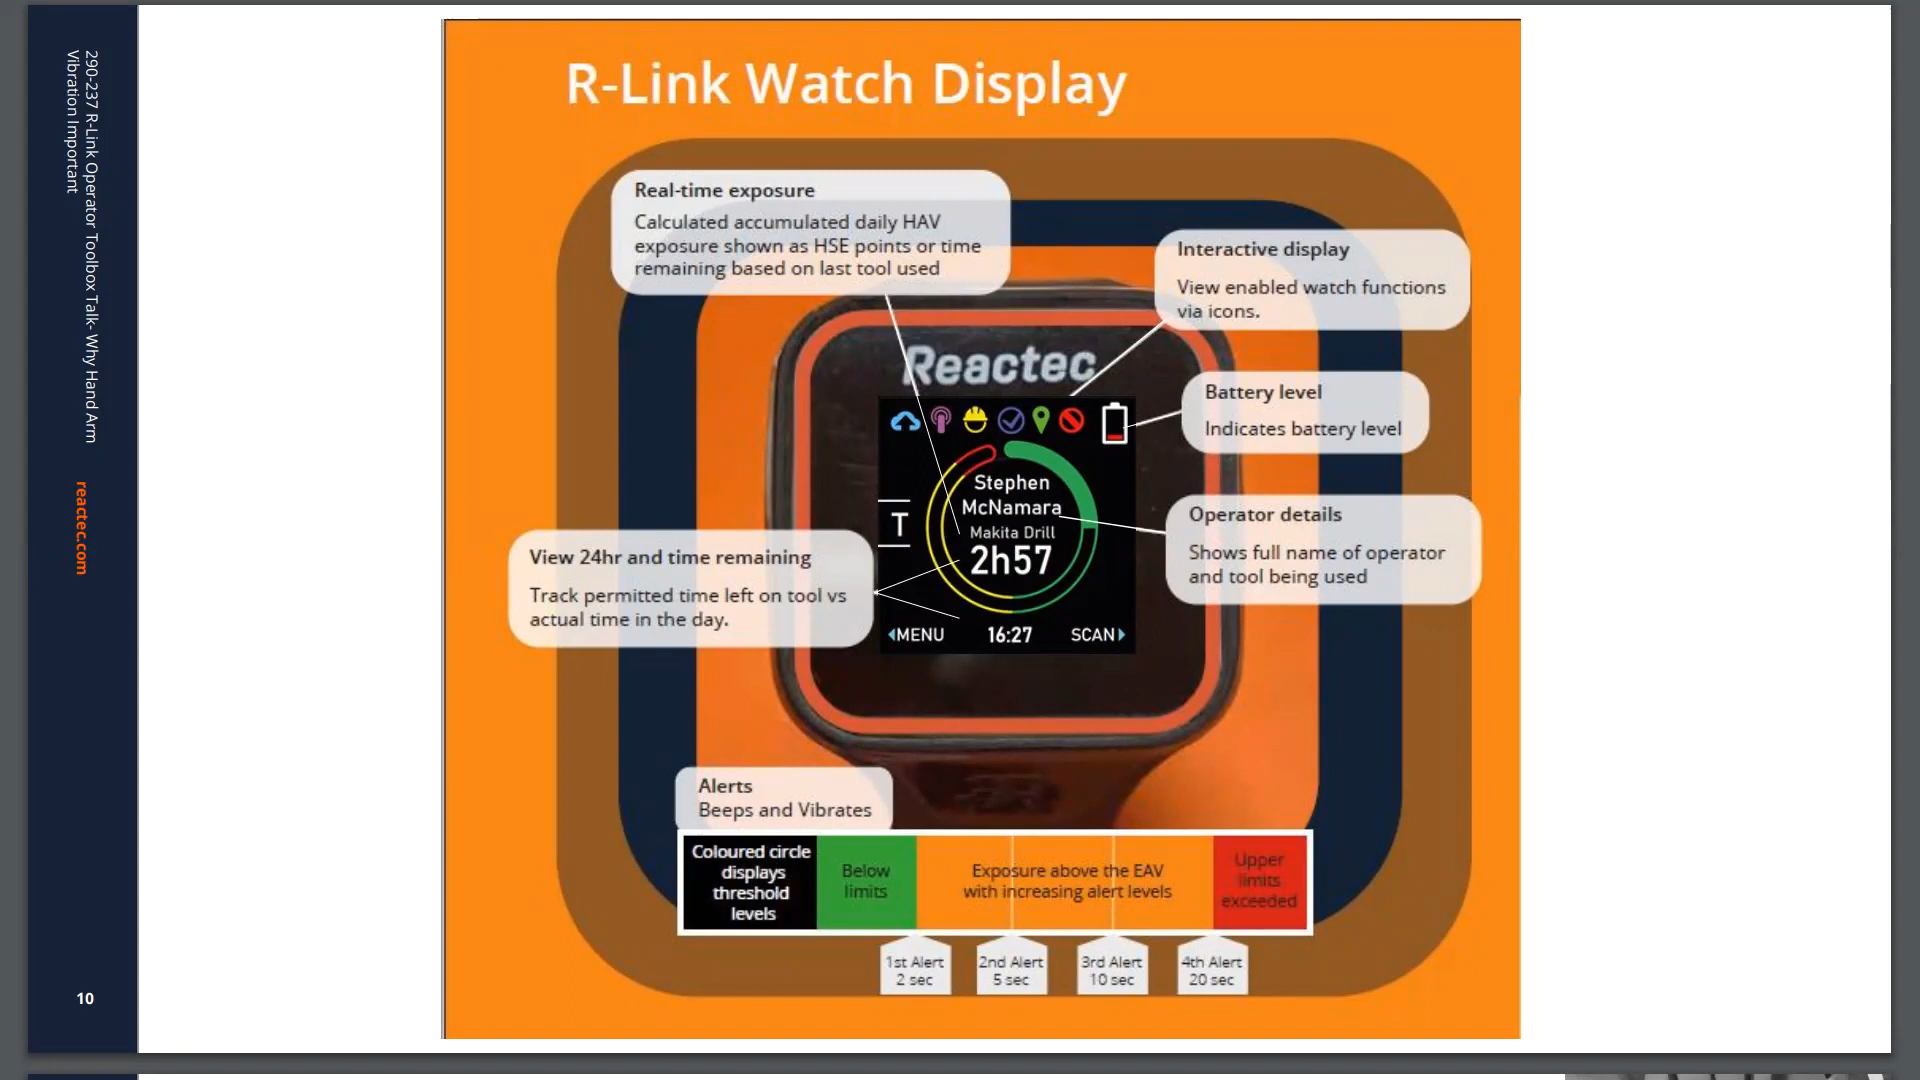 290-237 R-Link Operator Toolbox Talk- Why Hand Arm
Vibration Important
reactec.com
10
R-Link Watch Display
Real-time exposure
Calculated accumulated daily HAV
exposure shown as HSE points or time
remaining based on last tool used
Interactive display
View enabled watch functions
via icons.
Reactec
Battery level
Indicates battery level
Stephen
McNamara
Makita Drill
2h57
T
MENU
16:27
SCAN
Operator details
Shows full name of operator
and tool being used
View 24hr and time remaining
Track permitted time left on tool vs
actual time in the day.
Alerts
Beeps and Vibrates
Coloured circle
displays
threshold
levels
Below
limits
Exposure above the EAV
with increasing alert levels
Upper
limits
exceeded
1st Alert
2 sec
2nd Alert
5 sec
3rd Alert
10 sec
4th Alert
20 sec